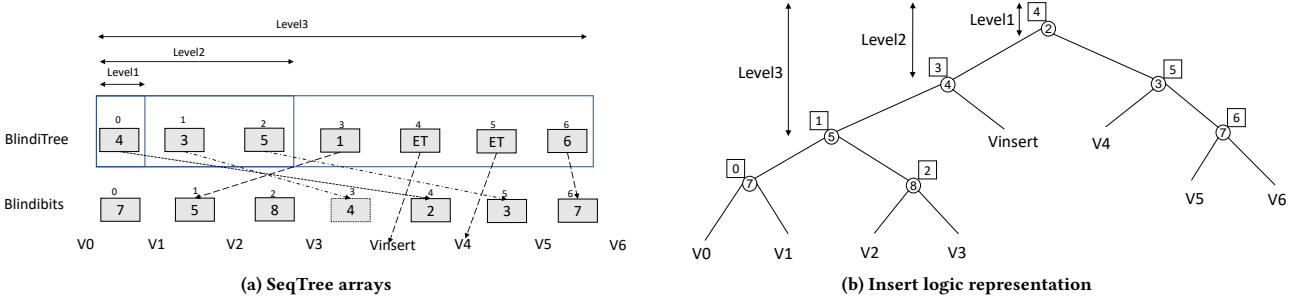 Level3
Level2
Level1
BlindiTree
0 1 2 3 4 5 6
4 3 5 1 ET ET 6
Blindibits
0 1 2 3 4 5 6
7 5 8 4 2 3 7
V0 V1 V2 V3 Vinsert V4 V5 V6
(a) SeqTree arrays
4
Level1
2
Level2
3
5
Level3
4
3
1
6
5
Vinsert
V4
7
0
2
7
8
V5
V6
V0
V1
V2
V3
(b) Insert logic representation